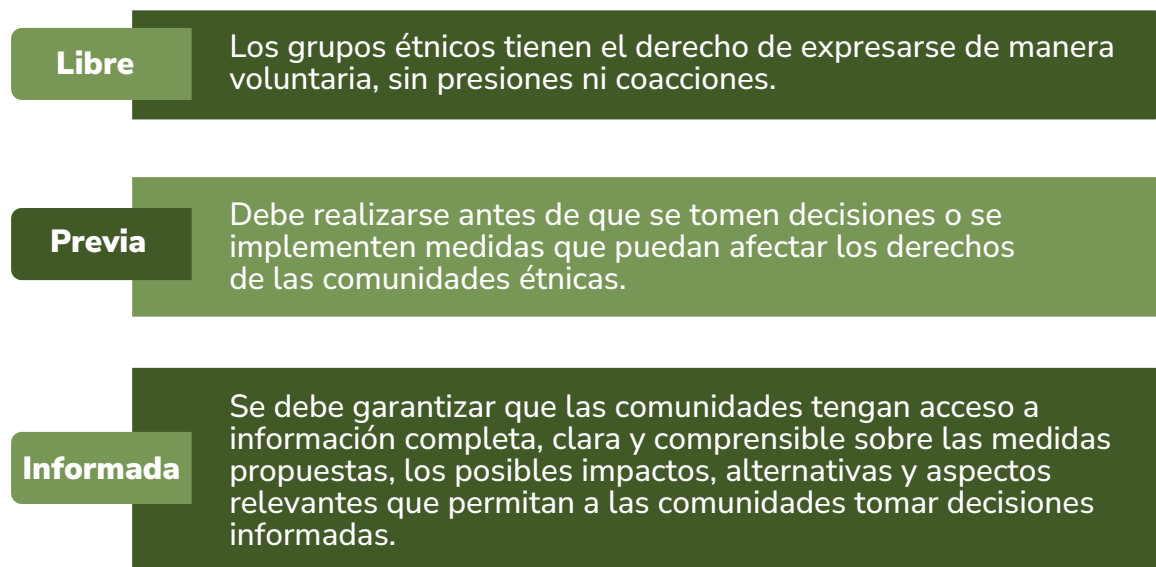 Libre
Los grupos étnicos tienen el derecho de expresarse de manera
voluntaria, sin presiones ni coacciones.
Previa
Debe realizarse antes de que se tomen decisiones o se
implementen medidas que puedan afectar los derechos
de las comunidades étnicas.
Informada
Se debe garantizar que las comunidades tengan acceso a
información completa, clara y comprensible sobre las medidas
propuestas, los posibles impactos, alternativas y aspectos
relevantes que permitan a las comunidades tomar decisiones
informadas.